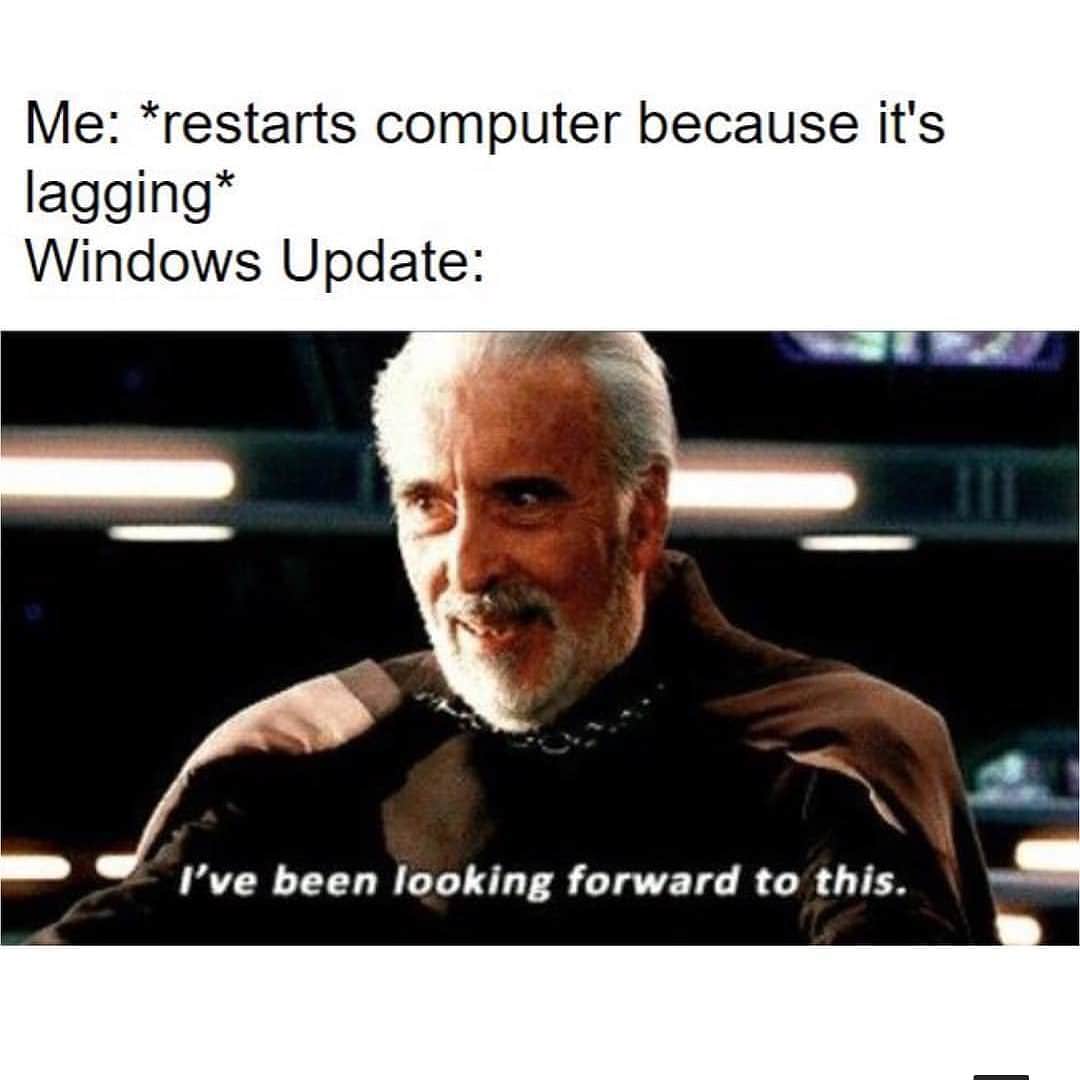 Me: *restarts computer because it's
lagging*
Windows Update:
I've been looking forward to this.